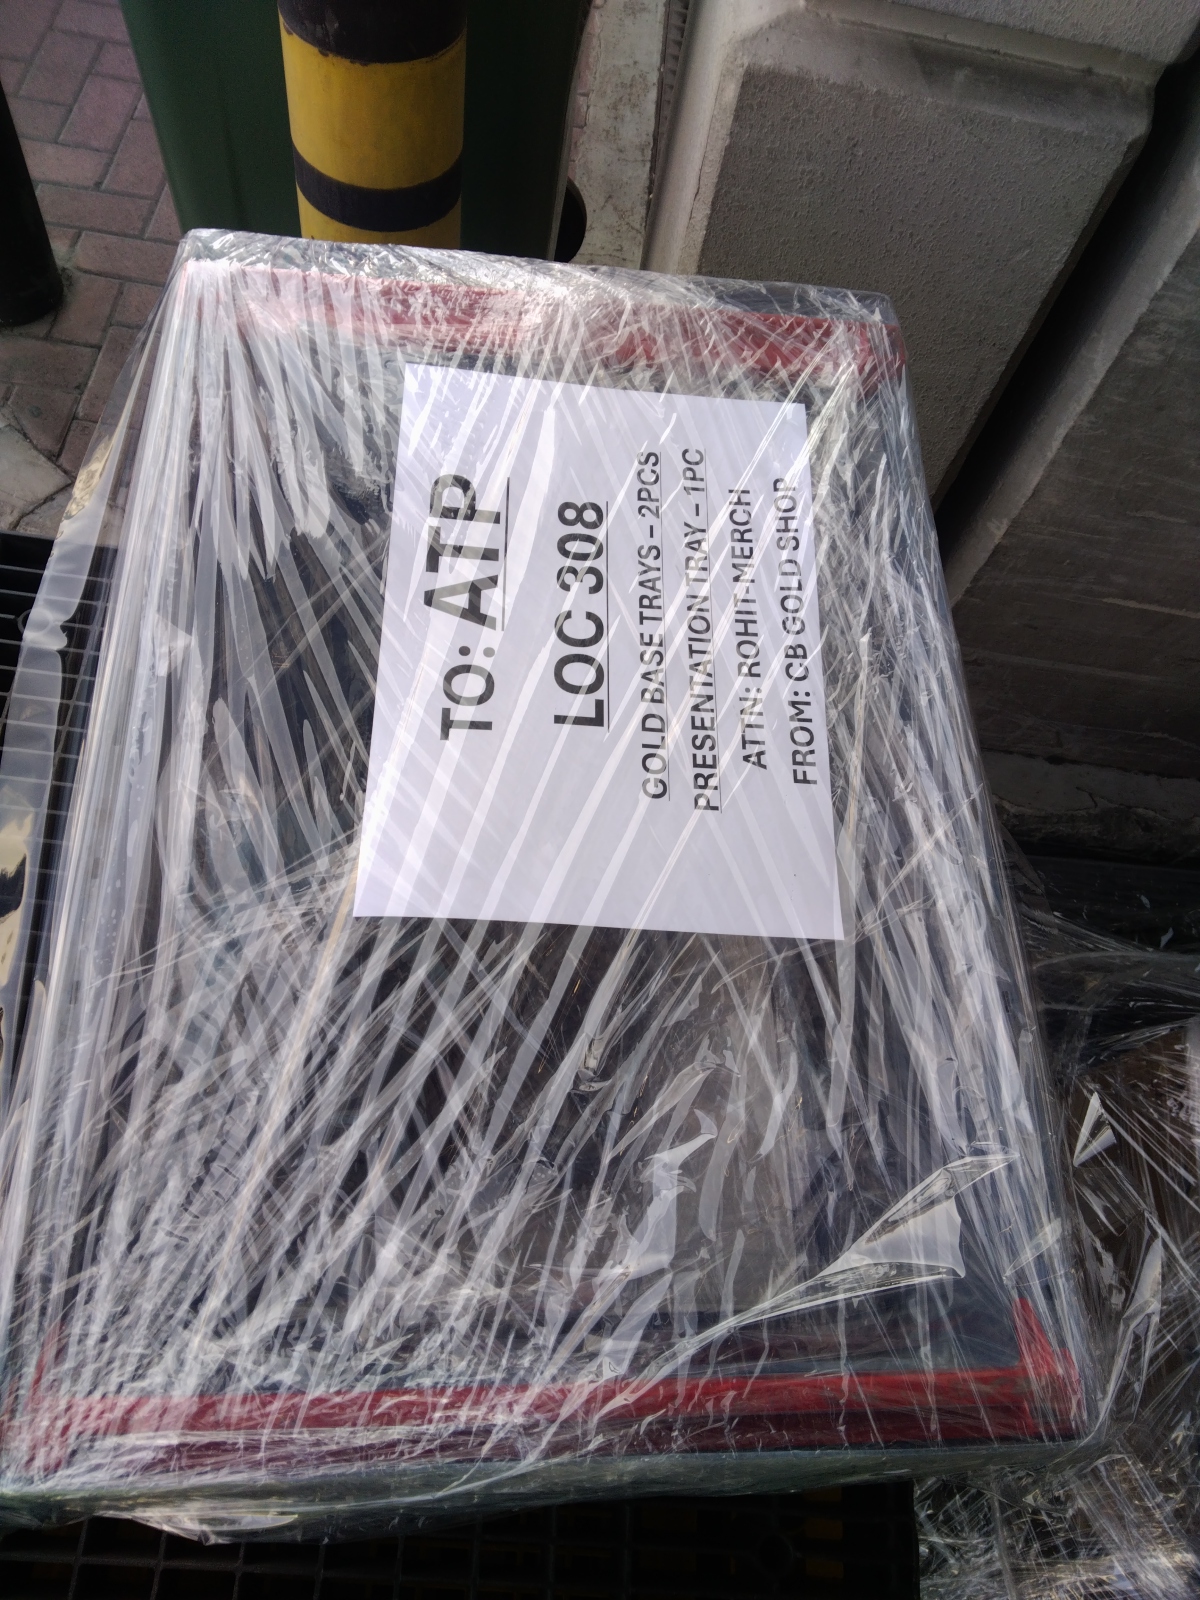 TO: ATP
LOC 308
GOLD BASE TRAYS – 2PCS
PRESENTATION TRAY – 1PC
ATTN: ROHIT-MERCH
FROM: CB GOLD SHOP